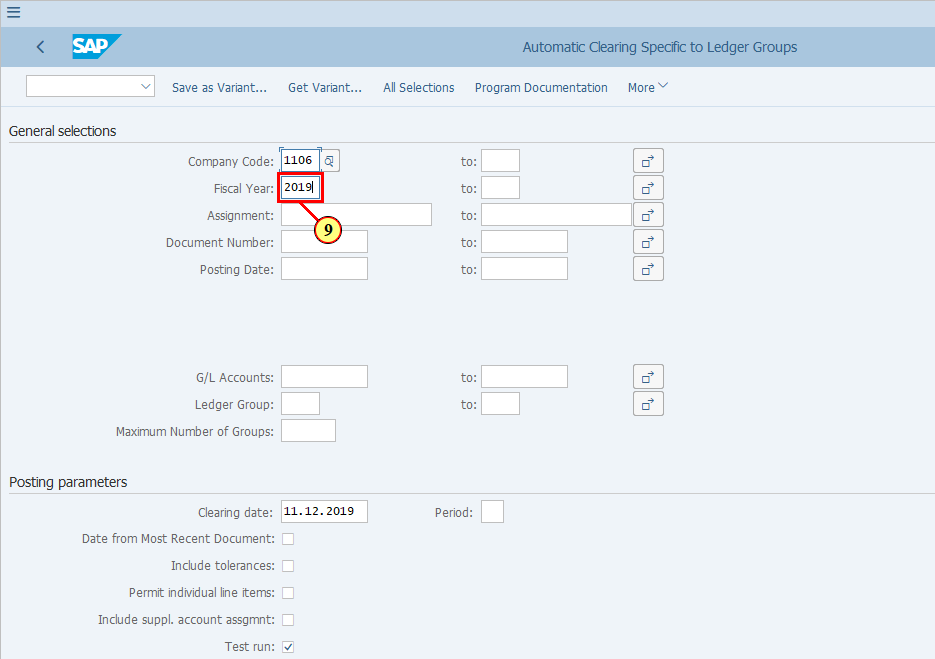 SAP
Automatic Clearing Specific to Ledger Groups
Save as Variant... Get Variant... All Selections Program Documentation More
General selections
Company Code: 1106 to:
Fiscal Year: 2019 to:
Assignment: to:
9
Document Number: to:
Posting Date: to:
G/L Accounts: to:
Ledger Group: to:
Maximum Number of Groups:
Posting parameters
Clearing date: 11.12.2019 Period:
Date from Most Recent Document:
Include tolerances:
Permit individual line items:
Include suppl. account assgmnt:
Test run: